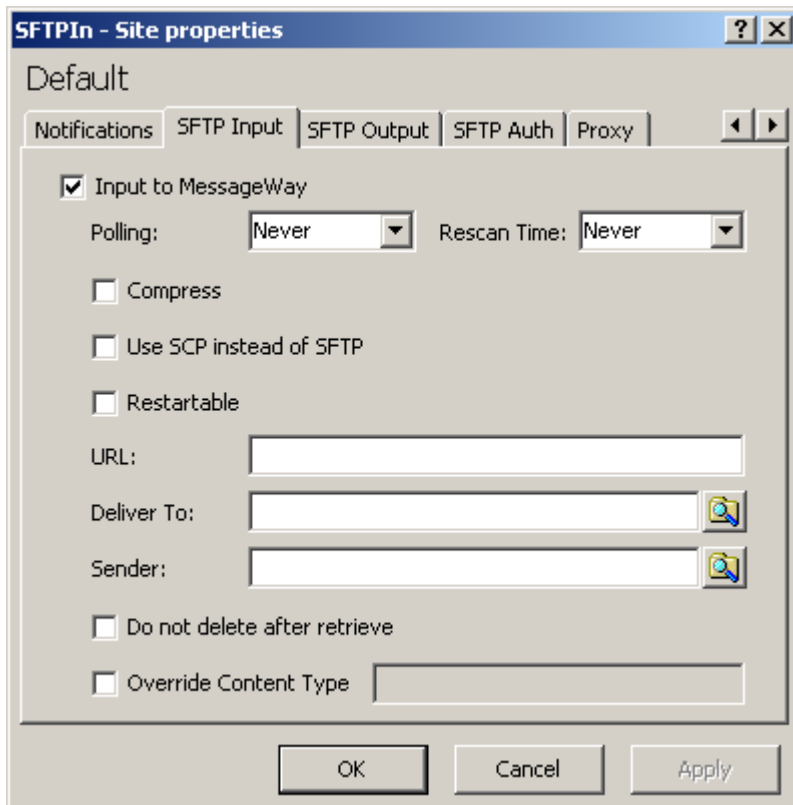 SFTPIn - Site properties
Default
Notifications SFTP Input SFTP Output SFTP Auth Proxy
Input to MessageWay
Polling: Never Rescan Time: Never
Compress
Use SCP instead of SFTP
Restartable
URL:
Deliver To:
Sender:
Do not delete after retrieve
Override Content Type
OK Cancel Apply